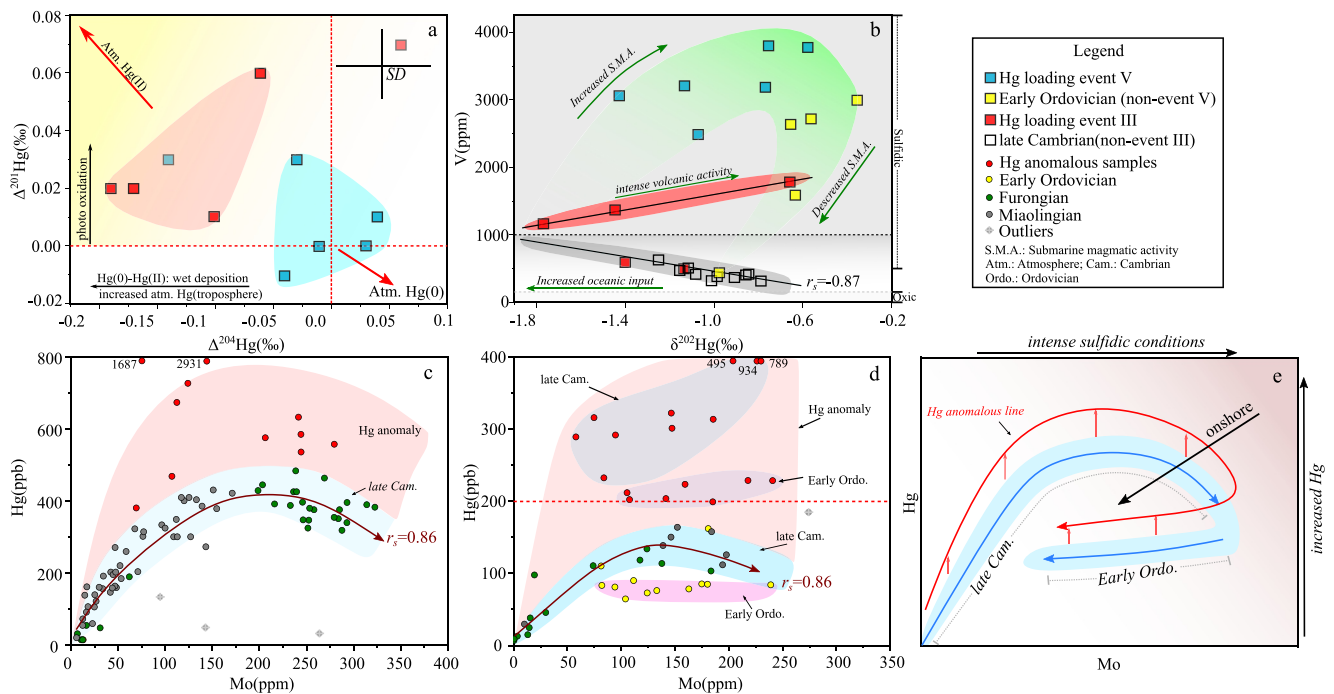 a
0.08
0.06
0.04
0.02
0.00
-0.02
Δ²⁰¹Hg(‰)
Atm. Hg(II)
SD
photo oxidation
Hg(0)-Hg(II): wet deposition
increased atm. Hg(troposphere)
Atm. Hg(0)
-0.2
-0.15
-0.1
-0.05
0.0
0.05
0.1
Δ²⁰⁴Hg(‰)
b
4000
3000
2000
1000
0
V(ppm)
Increased S.M.A.
Descreased S.M.A.
intense volcanic activity
Increased oceanic input
rₛ=-0.87
Sulfidic
Oxic
-1.8
-1.4
-1.0
-0.6
-0.2
δ²⁰²Hg(‰)
Legend
Hg loading event V
Early Ordovician (non-event V)
Hg loading event III
late Cambrian(non-event III)
Hg anomalous samples
Early Ordovician
Furongian
Miaolingian
Outliers
S.M.A.: Submarine magmatic activity
Atm.: Atmosphere; Cam.: Cambrian
Ordo.: Ordovician
c
800
600
400
200
0
Hg(ppb)
1687
2931
Hg anomaly
late Cam.
rₛ=0.86
0
50
100
150
200
250
300
350
400
Mo(ppm)
d
400
300
200
100
0
Hg(ppb)
495
934
789
late Cam.
Hg anomaly
Early Ordo.
late Cam.
rₛ=0.86
Early Ordo.
0
50
100
150
200
250
300
Mo(ppm)
intense sulfidic conditions
e
Hg anomalous line
onshore
late Cam.
Early Ordo.
Hg
Mo
increased Hg